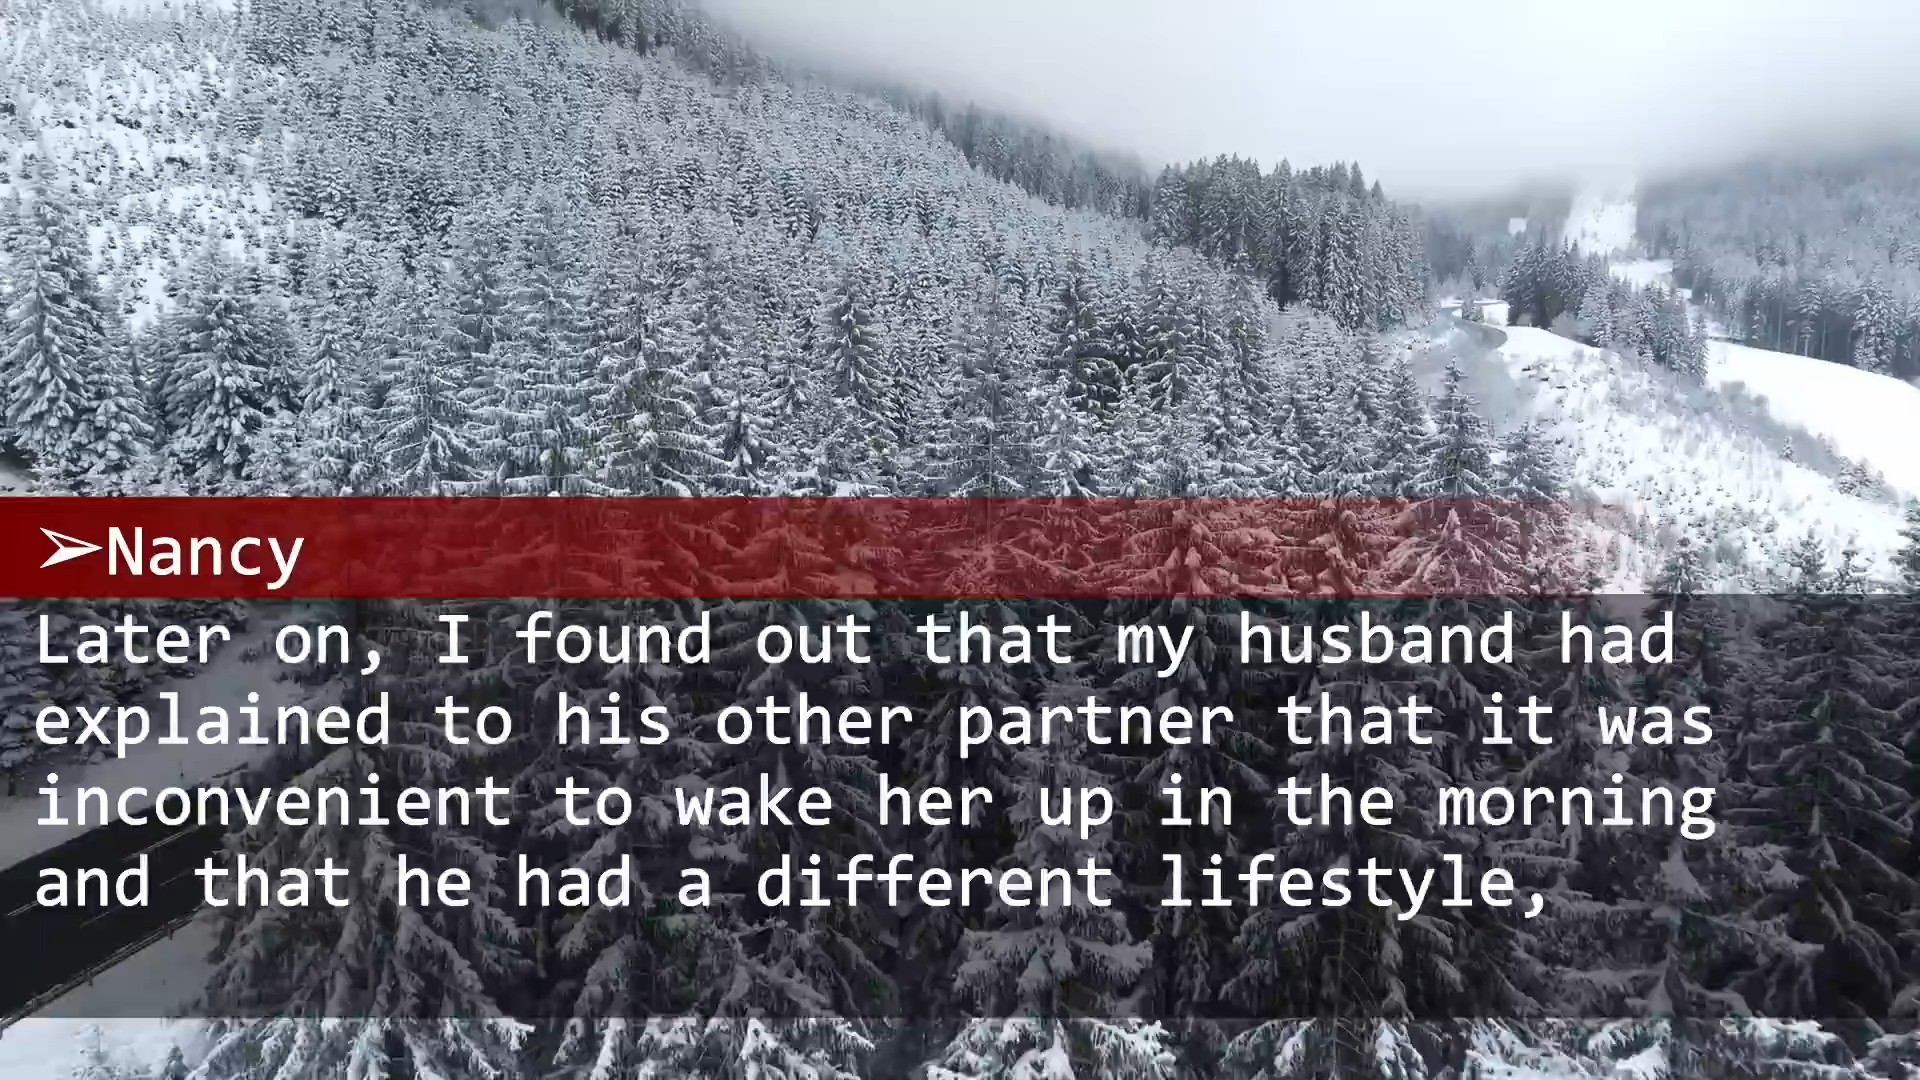 ➢Nancy
Later on, I found out that my husband had
explained to his other partner that it was
inconvenient to wake her up in the morning
and that he had a different lifestyle,